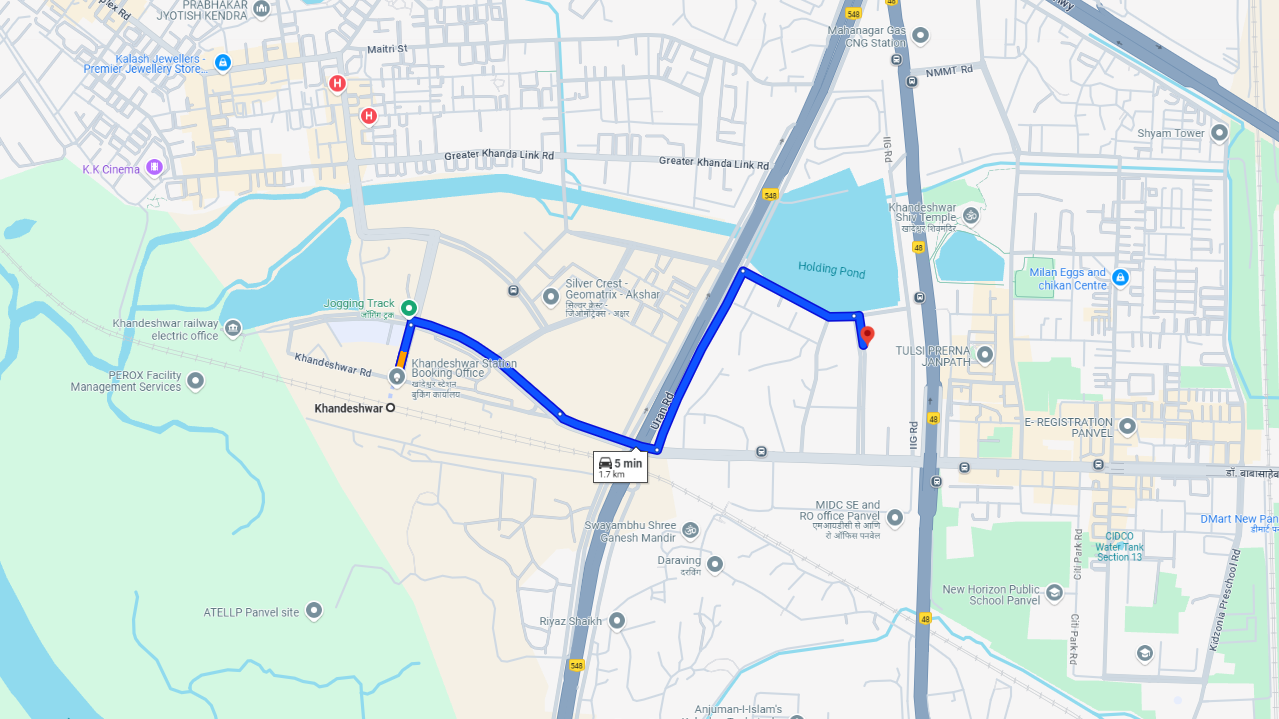 PRABHAKAR
JYOTISH KENDRA
548
48
Mahanagar Gas
CNG Station
Maitri St
Kalash Jewellers -
Premier Jewellery Store...
H
NMMT Rd
H
Shyam Tower
K.K Cinema
Greater Khanda Link Rd
Greater Khanda Link Rd
IIG Rd
548
Khandeshwar
Shiv Temple
खांदेश्वर शिवमंदिर
48
Holding Pond
Milan Eggs and
chikan Centre
Silver Crest -
Geomatrix - Akshar
सिल्वर क्रेस्ट -
जिओमॅट्रिक्स - अक्षर
Jogging Track
जॉगिंग ट्रॅक
Khandeshwar railway
electric office
Khandeshwar Rd
Khandeshwar Station
Booking Office
खांदेश्वर स्टेशन
बुकिंग कार्यालय
TULSI PRERNA
JANPATH
PEROX Facility
Management Services
Khandeshwar
Uran Rd
48
IIG Rd
E- REGISTRATION
PANVEL
5 min
1.7 km
डॉ. बाबासाहेब
MIDC SE and
RO office Panvel
एमआयडीसी से आणि
रो ऑफिस पनवेल
DMart New Pan
Swayambhu Shree
Ganesh Mandir
CIDCO
Water Tank
Section 13
Citi Park Rd
Daraving
दरविंग
New Horizon Public
School Panvel
Kidzonia Preschool Rd
ATELLP Panvel site
Riyaz Shaikh
48
Citi Park Rd
548
Anjuman-I-Islam's